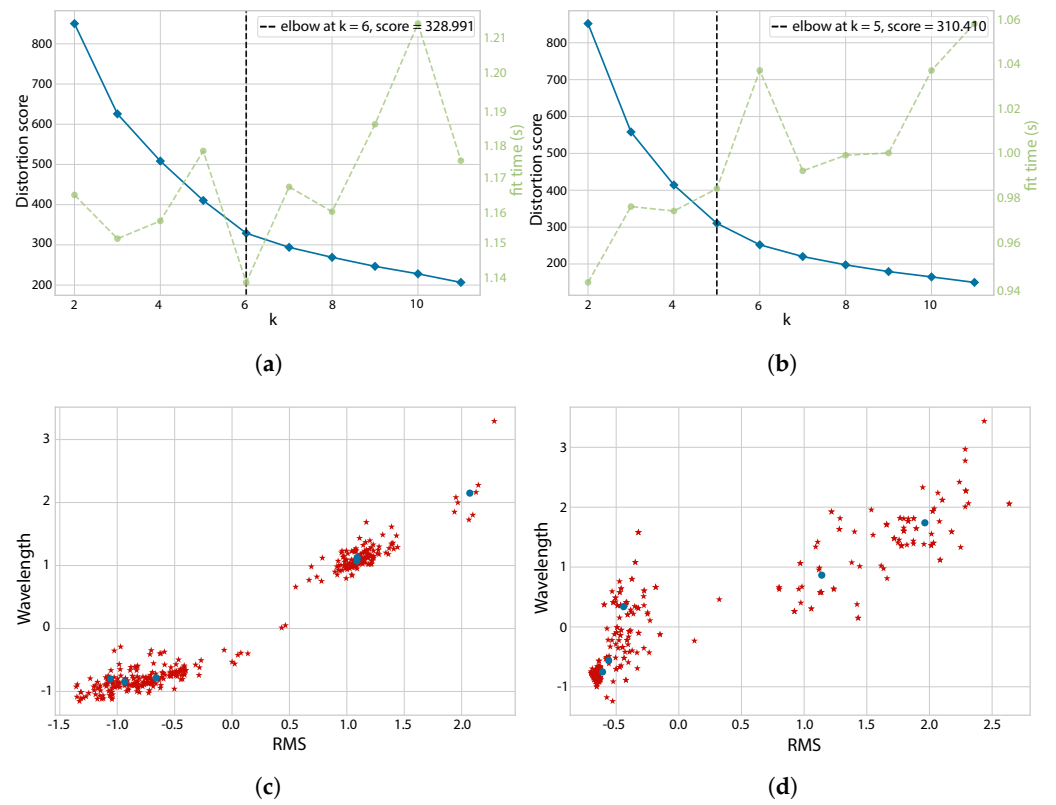 elbow at k = 6, score = 328.991
800
700
600
500
400
300
200
Distortion score
1.21
1.20
1.19
1.18
1.17
1.16
1.15
1.14
fit time (s)
2 4 6 8 10
k
(a)
elbow at k = 5, score = 310.410
800
700
600
500
400
300
200
Distortion score
1.06
1.04
1.02
1.00
0.98
0.96
0.94
fit time (s)
2 4 6 8 10
k
(b)
3
2
1
0
-1
Wavelength
-1.5 -1.0 -0.5 0.0 0.5 1.0 1.5 2.0
RMS
(c)
3
2
1
0
-1
Wavelength
-0.5 0.0 0.5 1.0 1.5 2.0 2.5
RMS
(d)